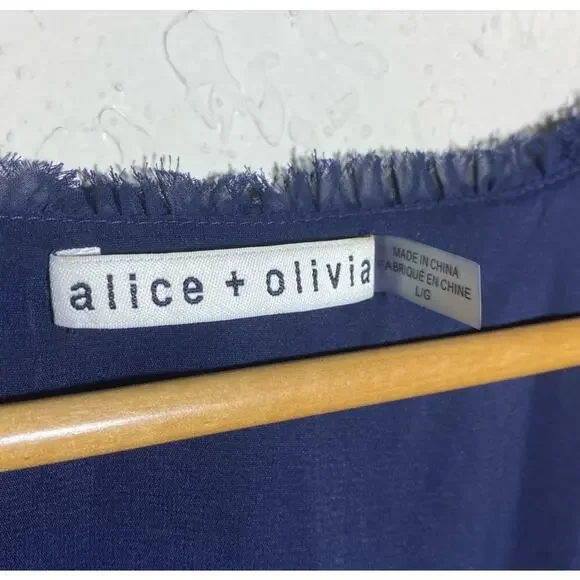 alice + olivia
MADE IN CHINA
FABRIQUÉ EN CHINE
L/G